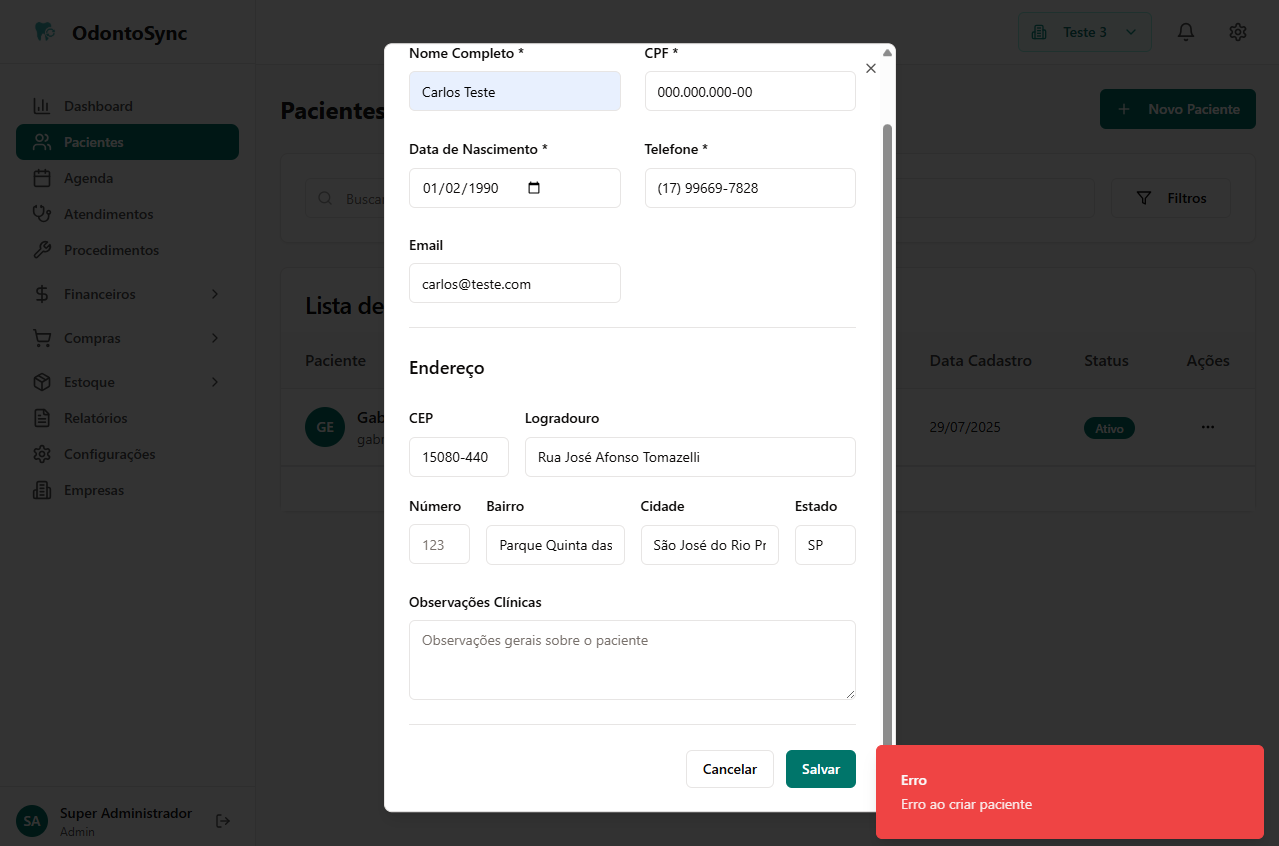 OdontoSync
Teste 3
Dashboard
Pacientes
Agenda
Atendimentos
Procedimentos
Financeiros
Compras
Estoque
Relatórios
Configurações
Empresas
Super Administrador
SA
Admin
Pacientes
Novo Paciente
Filtros
Lista de
Paciente
Data Cadastro
Status
Ações
GE
29/07/2025
Ativo
Nome Completo *
CPF *
Carlos Teste
000.000.000-00
Data de Nascimento *
Telefone *
01/02/1990
(17) 99669-7828
Email
carlos@teste.com
Endereço
CEP
Logradouro
15080-440
Rua José Afonso Tomazelli
Número
Bairro
Cidade
Estado
123
Parque Quinta das
São José do Rio Pr
SP
Observações Clínicas
Observações gerais sobre o paciente
Cancelar
Salvar
Erro
Erro ao criar paciente